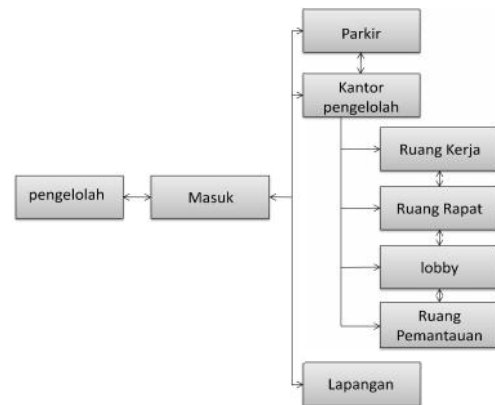 Parkir
Kantor
pengelolah
Ruang Kerja
pengelolah
Masuk
Ruang Rapat
lobby
Ruang
Pemantauan
Lapangan